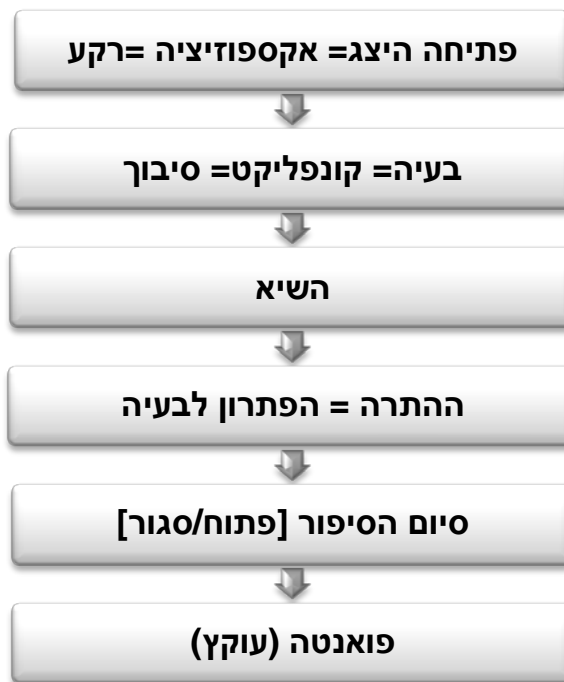 פתיחה היצג= אקספוזיציה =רקע
בעיה= קונפליקט= סיבוך
השיא
ההתרה = הפתרון לבעיה
סיום הסיפור [פתוח/סגור]
פואנטה (עוקץ)